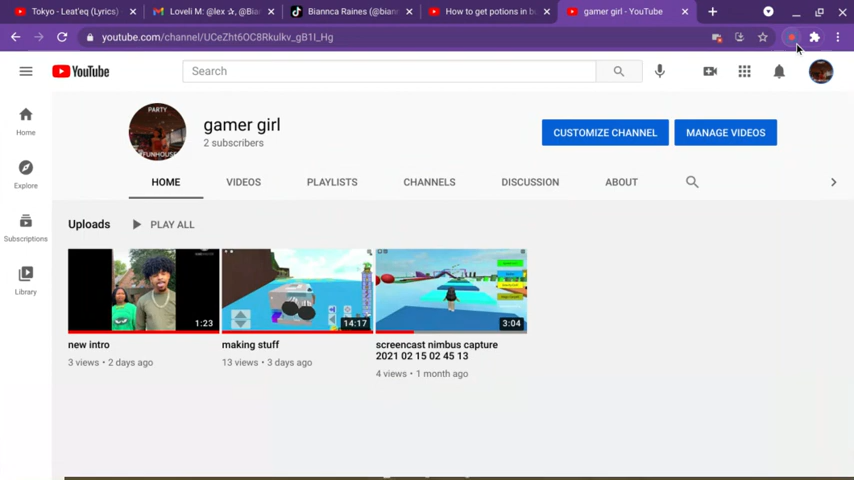 Tokyo - Leat'eq (Lyrics)
Loveli M: @lex ✰, @Bian
Biannca Raines (@biann
How to get potions in bu
gamer girl - YouTube
youtube.com/channel/UCeZht6OC8Rkulkv_gB1I_Hg
YouTube
Search
Home
Explore
Subscriptions
Library
PARTY
FUNHOUSE
gamer girl
2 subscribers
CUSTOMIZE CHANNEL
MANAGE VIDEOS
HOME
VIDEOS
PLAYLISTS
CHANNELS
DISCUSSION
ABOUT
Uploads
PLAY ALL
1:23
14:17
3:04
new intro
3 views • 2 days ago
making stuff
13 views • 3 days ago
screencast nimbus capture
2021 02 15 02 45 13
4 views • 1 month ago